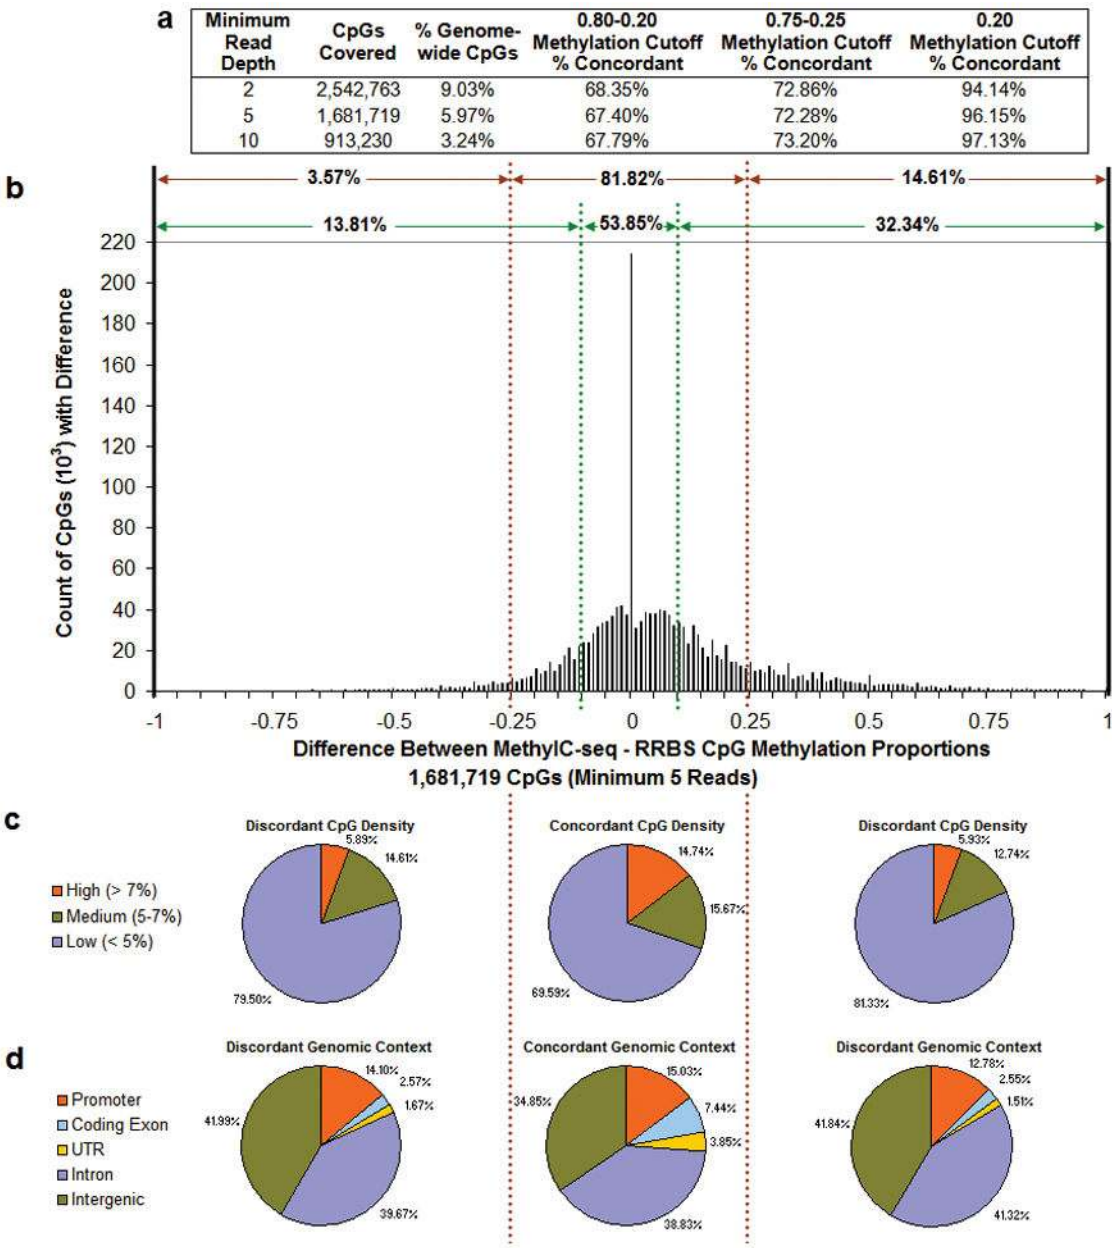 a
Minimum Read Depth | CpGs Covered | % Genome-wide CpGs | 0.80-0.20 Methylation Cutoff % Concordant | 0.75-0.25 Methylation Cutoff % Concordant | 0.20 Methylation Cutoff % Concordant
2 2,542,763 9.03% 68.35% 72.86% 94.14%
5 1,681,719 5.97% 67.40% 72.28% 96.15%
10 913,230 3.24% 67.79% 73.20% 97.13%
b
3.57% 81.82% 14.61%
13.81% 53.85% 32.34%
220
200
180
160
140
120
100
80
60
40
20
0
Count of CpGs (10³) with Difference
-1 -0.75 -0.5 -0.25 0 0.25 0.5 0.75 1
Difference Between MethylC-seq - RRBS CpG Methylation Proportions
1,681,719 CpGs (Minimum 5 Reads)
c
High (> 7%)
Medium (5-7%)
Low (< 5%)
Discordant CpG Density
5.89%
14.61%
79.50%
Concordant CpG Density
14.74%
15.67%
69.59%
Discordant CpG Density
5.93%
12.74%
81.33%
d
Promoter
Coding Exon
UTR
Intron
Intergenic
Discordant Genomic Context
14.10%
2.57%
1.67%
41.99%
39.67%
Concordant Genomic Context
15.03%
7.44%
3.85%
34.85%
38.83%
Discordant Genomic Context
12.78%
2.55%
1.51%
41.84%
41.32%